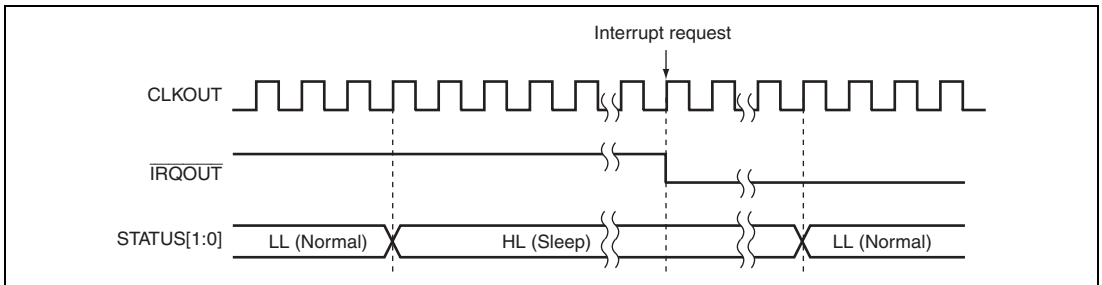 Interrupt request
CLKOUT
IRQOUT
STATUS[1:0]
LL (Normal) HL (Sleep) LL (Normal)